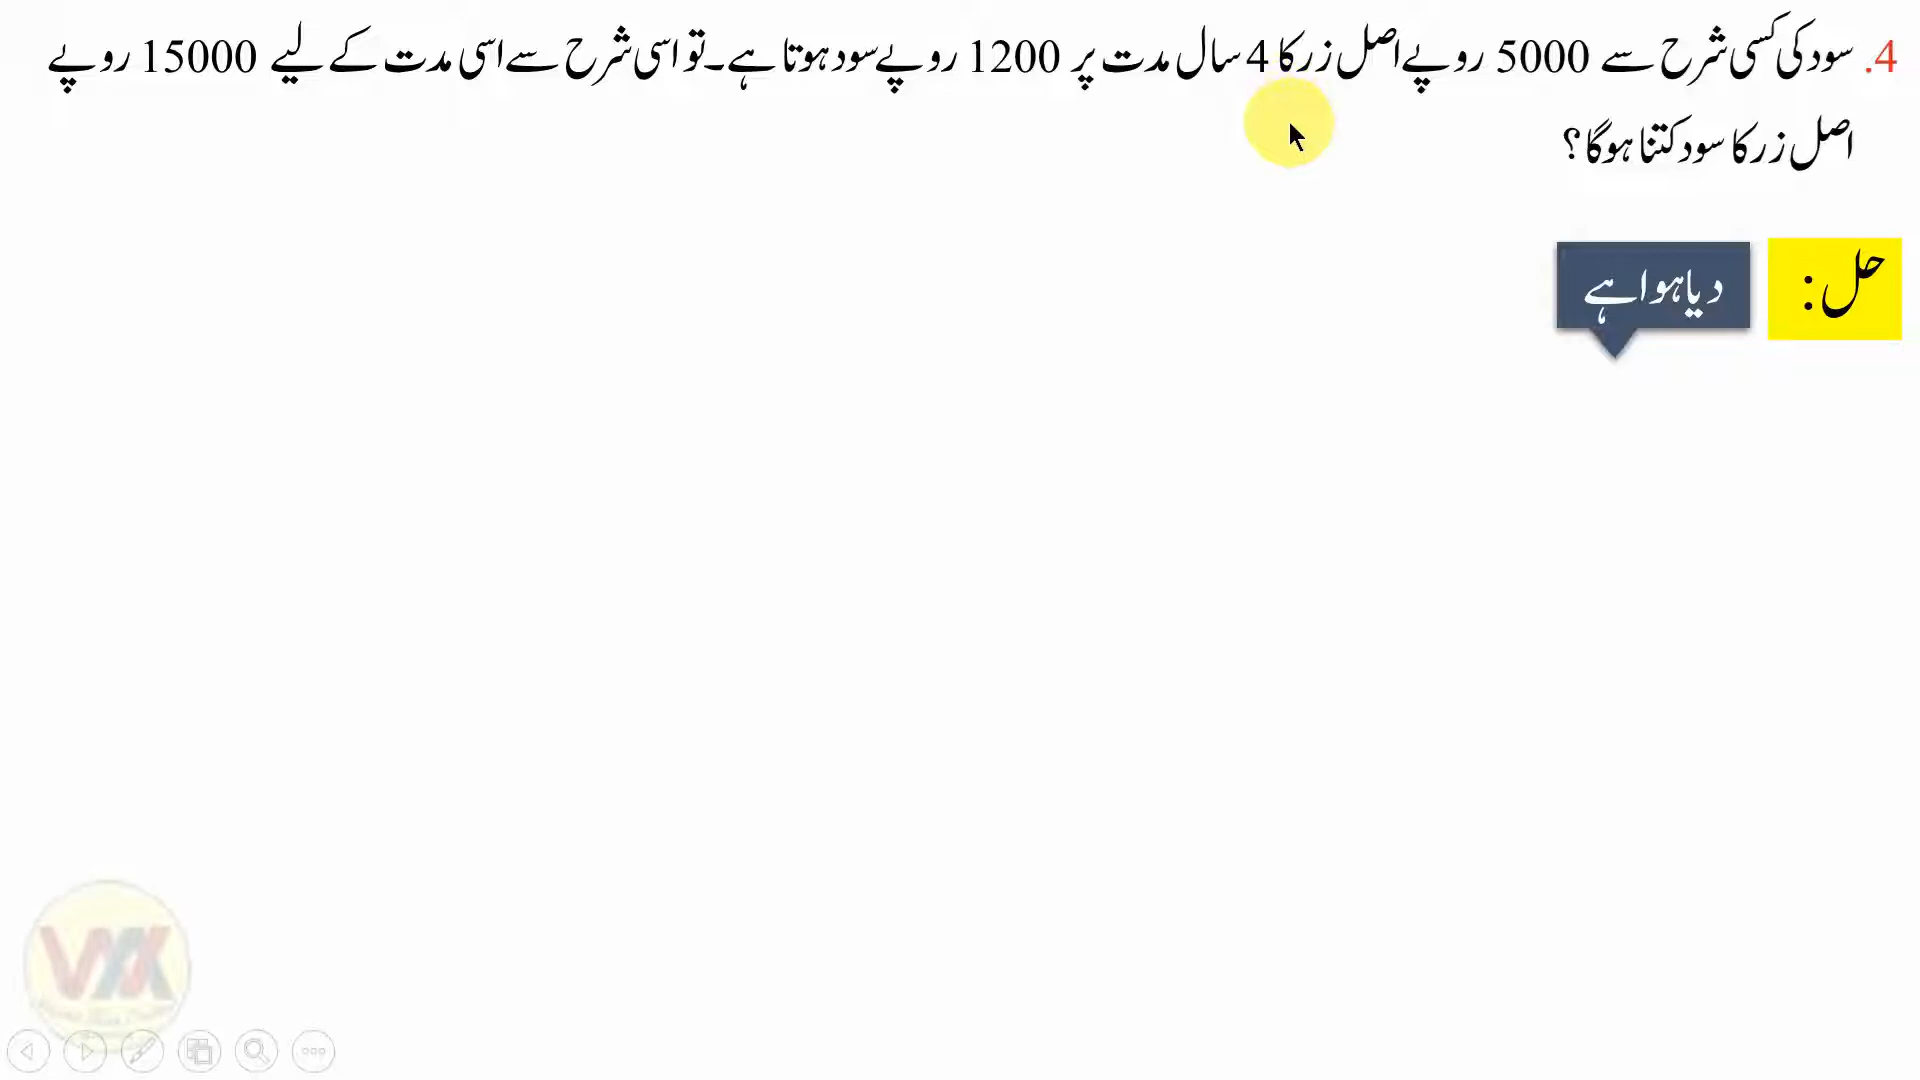 4. سود کی کسی شرح سے 5000 روپے اصل زر کا 4 سال مدت پر 1200 روپے سود ہوتا ہے۔ تو اسی شرح سے اسی مدت کے لیے 15000 روپے
اصل زر کا سود کتنا ہوگا؟
حل:
دیا ہوا ہے